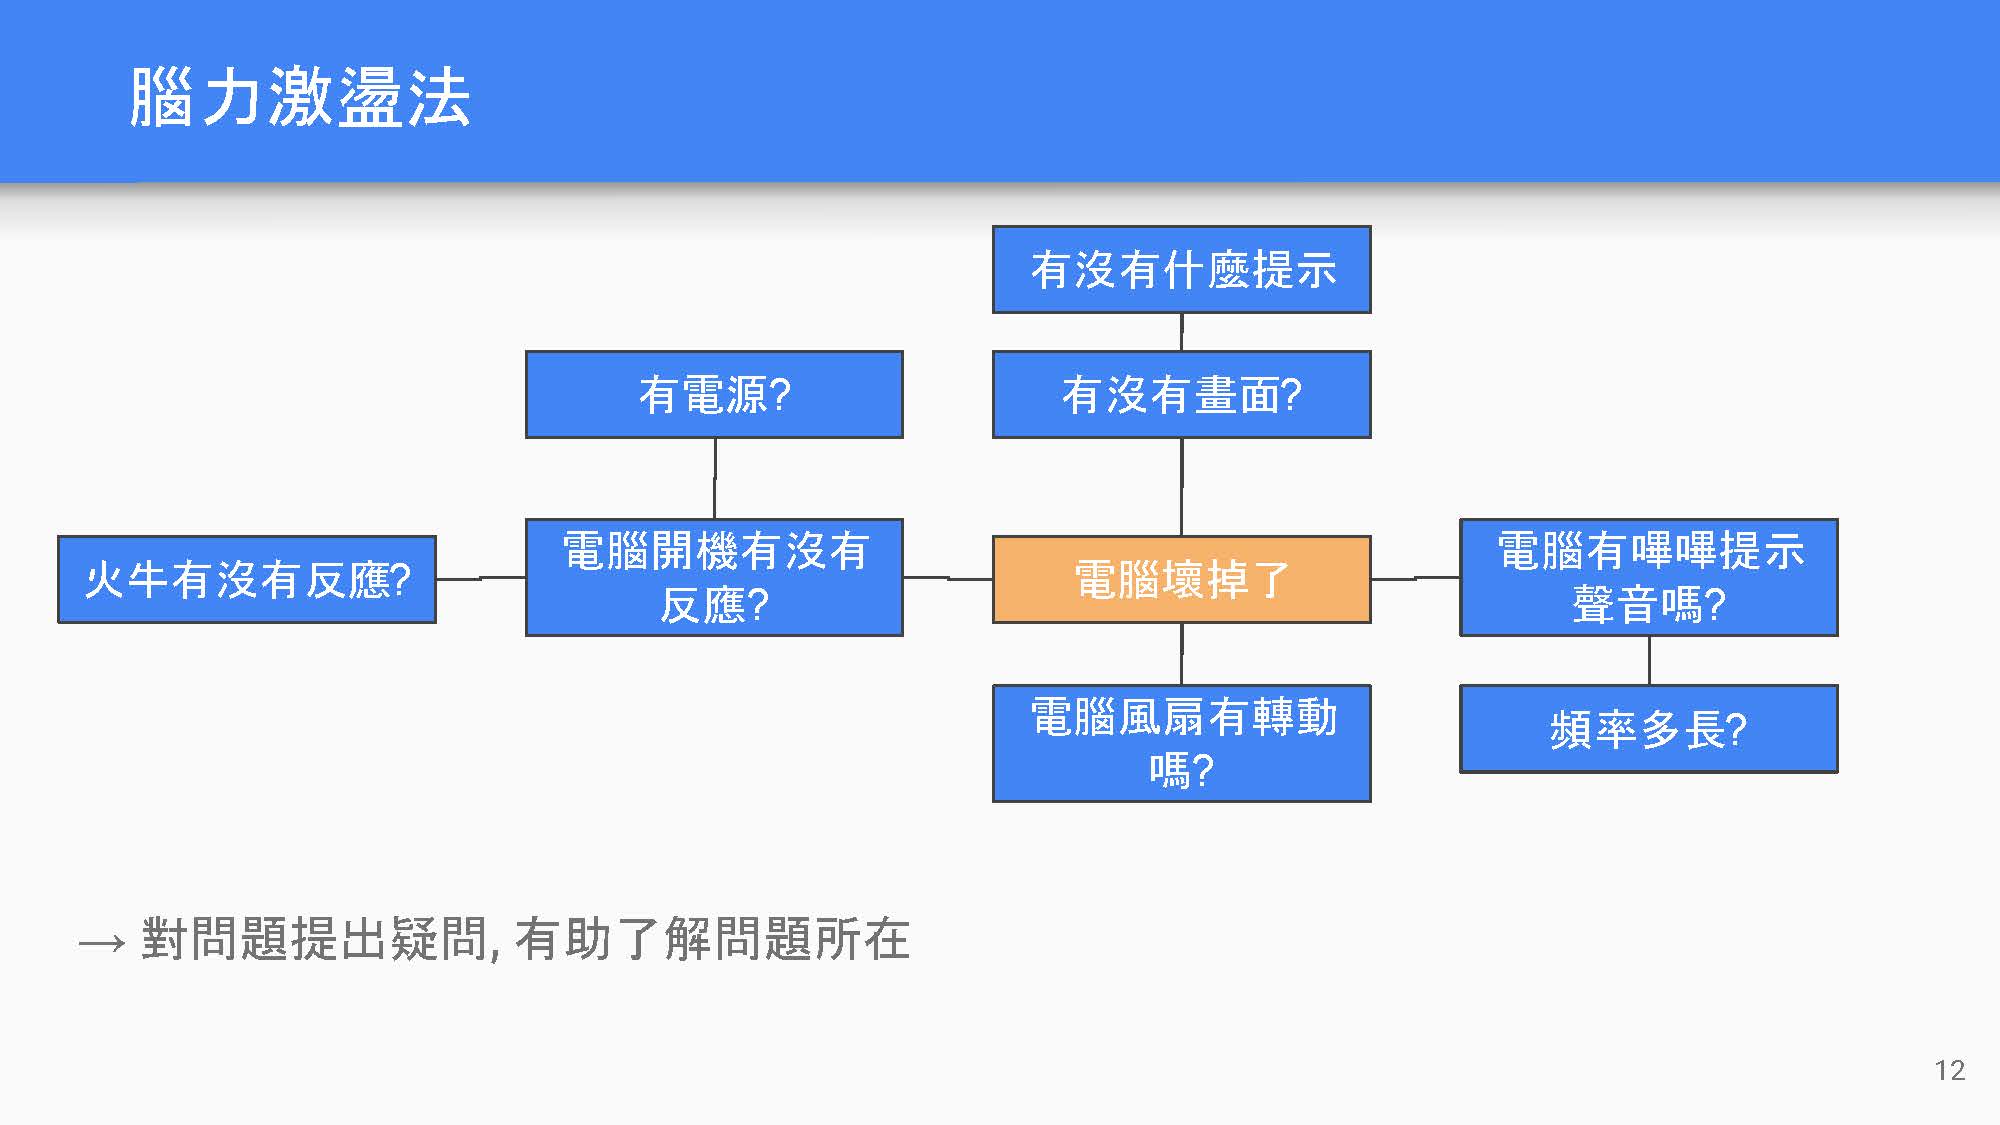 腦力激盪法
有沒有什麼提示
有電源?
有沒有畫面?
火牛有沒有反應?
電腦開機有沒有
反應?
電腦壞掉了
電腦有嗶嗶提示
聲音嗎?
電腦風扇有轉動
嗎?
頻率多長?
→ 對問題提出疑問, 有助了解問題所在
12